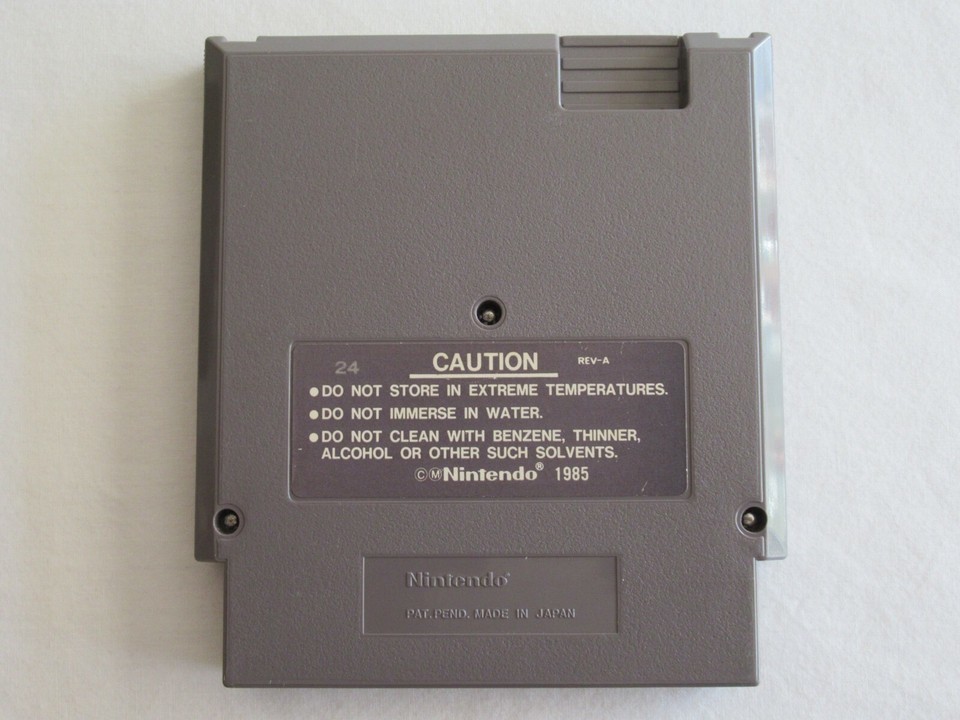 24 CAUTION REV-A
●DO NOT STORE IN EXTREME TEMPERATURES.
●DO NOT IMMERSE IN WATER.
●DO NOT CLEAN WITH BENZENE, THINNER,
ALCOHOL OR OTHER SUCH SOLVENTS.
©ⓂNintendo® 1985
Nintendo®
PAT. PEND. MADE IN JAPAN